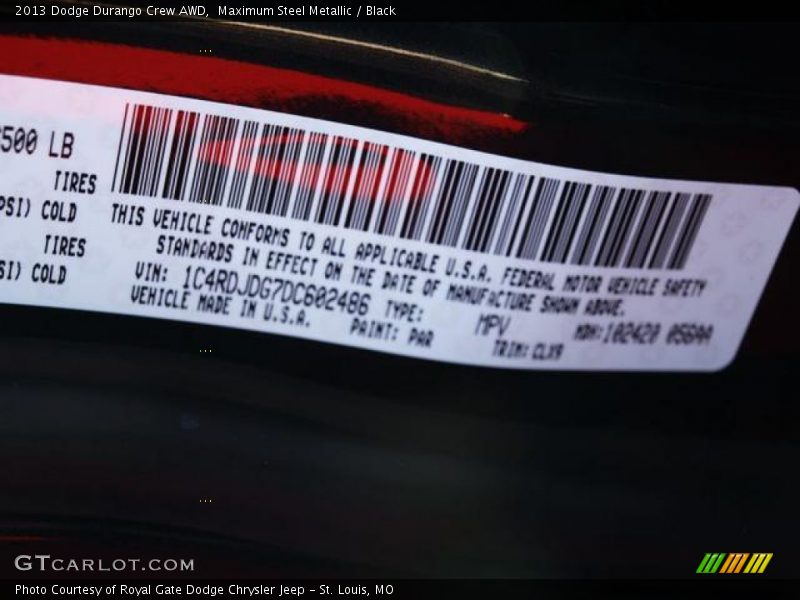 2013 Dodge Durango Crew AWD,  Maximum Steel Metallic / Black
500 LB
TIRES
PSI) COLD
TIRES
SI) COLD
THIS VEHICLE CONFORMS TO ALL APPLICABLE U.S.A. FEDERAL MOTOR VEHICLE SAFETY
STANDARDS IN EFFECT ON THE DATE OF MANUFACTURE SHOWN ABOVE.
VIN: 1C4RDJDG7DC602486 TYPE: MPV
VEHICLE MADE IN U.S.A. PAINT: PAR TRIM: CLX9
GTCARLOT.COM
Photo Courtesy of Royal Gate Dodge Chrysler Jeep - St. Louis, MO